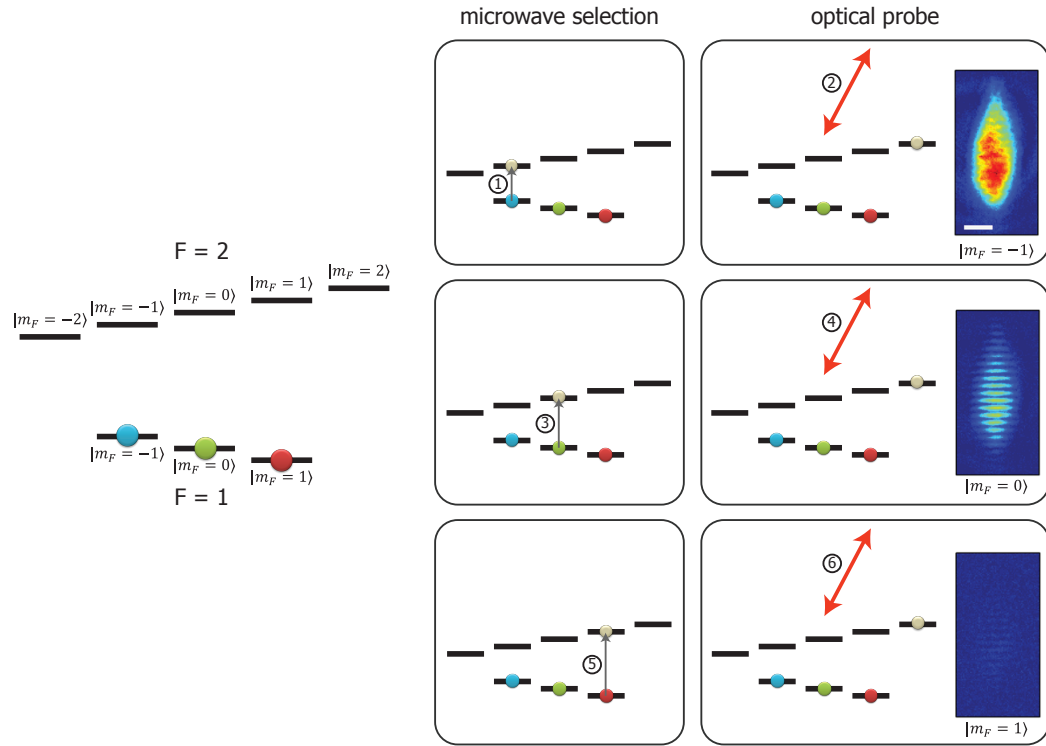 microwave selection
optical probe
①
②
|m_F = −1⟩
F = 2
|m_F = −2⟩
|m_F = −1⟩
|m_F = 0⟩
|m_F = 1⟩
|m_F = 2⟩
③
④
|m_F = 0⟩
|m_F = −1⟩
|m_F = 0⟩
|m_F = 1⟩
F = 1
⑤
⑥
|m_F = 1⟩